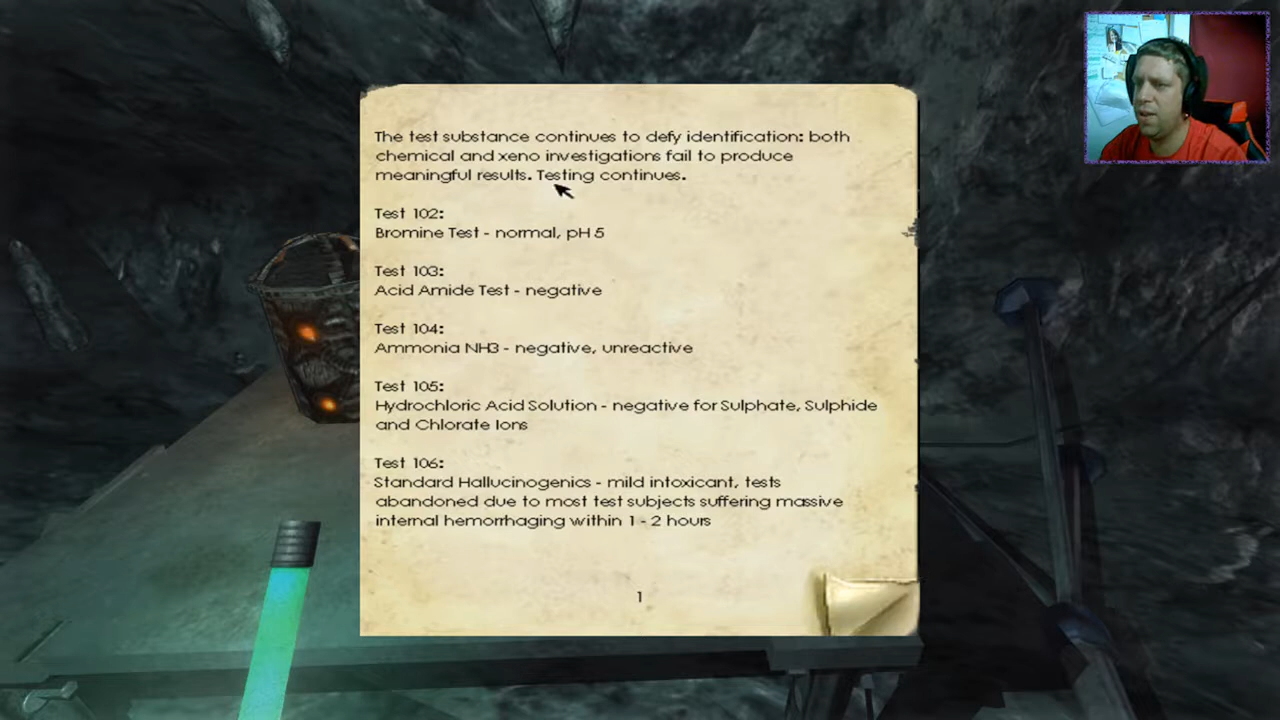 The test substance continues to defy identification: both
chemical and xeno investigations fail to produce
meaningful results. Testing continues.
Test 102:
Bromine Test - normal, pH 5
Test 103:
Acid Amide Test - negative
Test 104:
Ammonia NH3 - negative, unreactive
Test 105:
Hydrochloric Acid Solution - negative for Sulphate, Sulphide
and Chlorate Ions
Test 106:
Standard Hallucinogenics - mild intoxicant, tests
abandoned due to most test subjects suffering massive
internal hemorrhaging within 1 - 2 hours
1